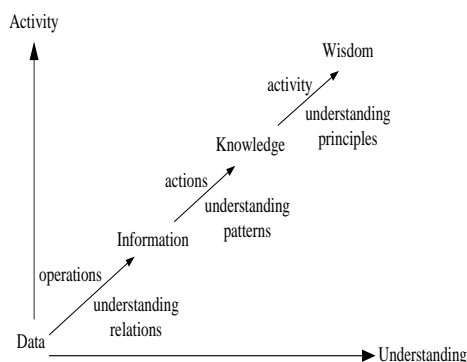 Activity
Wisdom
activity
understanding
principles
Knowledge
actions
understanding
patterns
Information
operations
understanding
relations
Data
Understanding